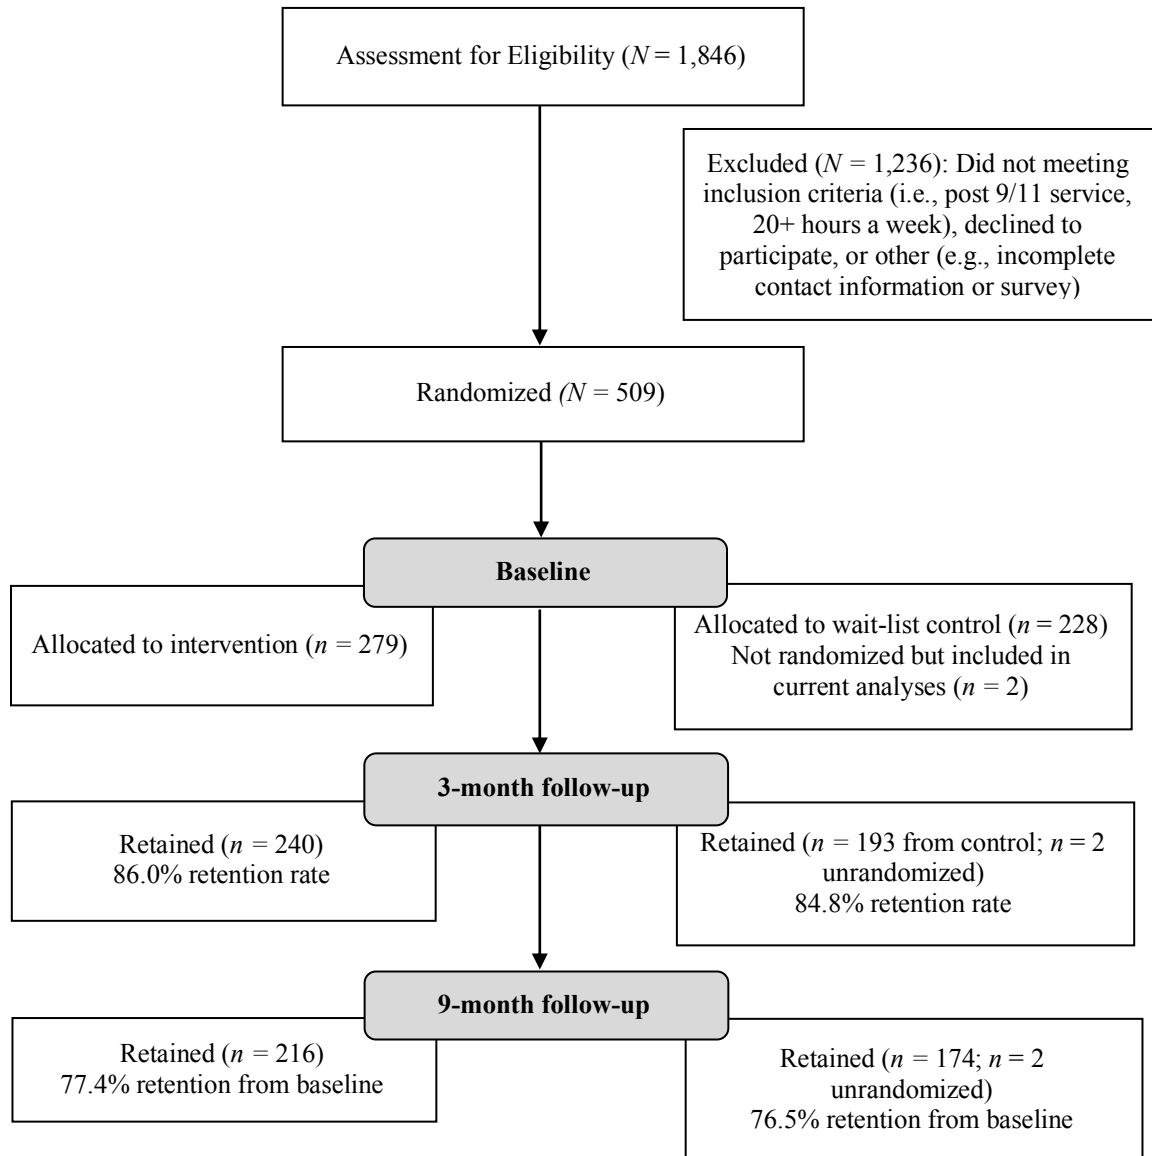 Assessment for Eligibility (N = 1,846)
Excluded (N = 1,236): Did not meeting
inclusion criteria (i.e., post 9/11 service,
20+ hours a week), declined to
participate, or other (e.g., incomplete
contact information or survey)
Randomized (N = 509)
Baseline
Allocated to intervention (n = 279)
Allocated to wait-list control (n = 228)
Not randomized but included in
current analyses (n = 2)
3-month follow-up
Retained (n = 240)
86.0% retention rate
Retained (n = 193 from control; n = 2
unrandomized)
84.8% retention rate
9-month follow-up
Retained (n = 216)
77.4% retention from baseline
Retained (n = 174; n = 2
unrandomized)
76.5% retention from baseline